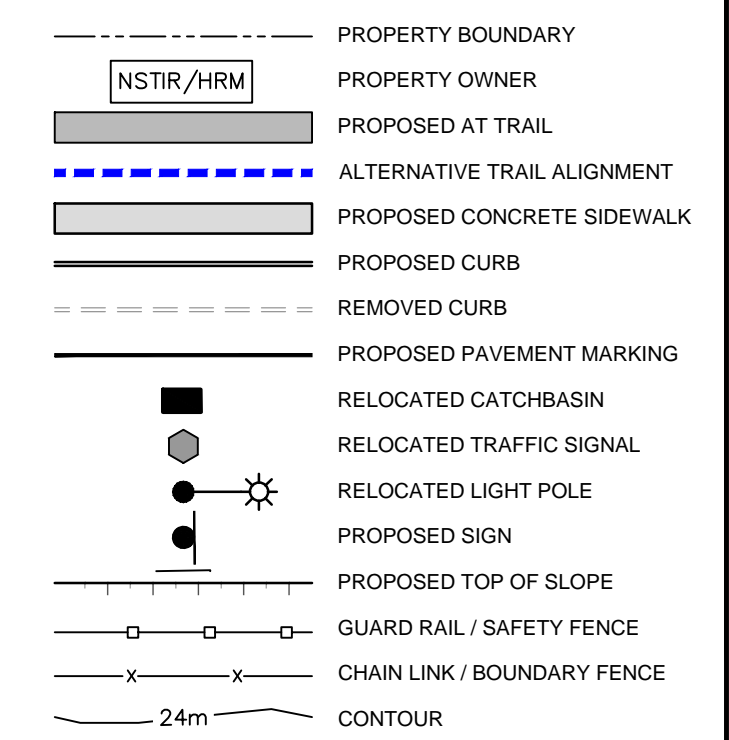 PROPERTY BOUNDARY
NSTIR/HRM PROPERTY OWNER
PROPOSED AT TRAIL
ALTERNATIVE TRAIL ALIGNMENT
PROPOSED CONCRETE SIDEWALK
PROPOSED CURB
REMOVED CURB
PROPOSED PAVEMENT MARKING
RELOCATED CATCHBASIN
RELOCATED TRAFFIC SIGNAL
RELOCATED LIGHT POLE
PROPOSED SIGN
PROPOSED TOP OF SLOPE
GUARD RAIL / SAFETY FENCE
x x CHAIN LINK / BOUNDARY FENCE
24m CONTOUR